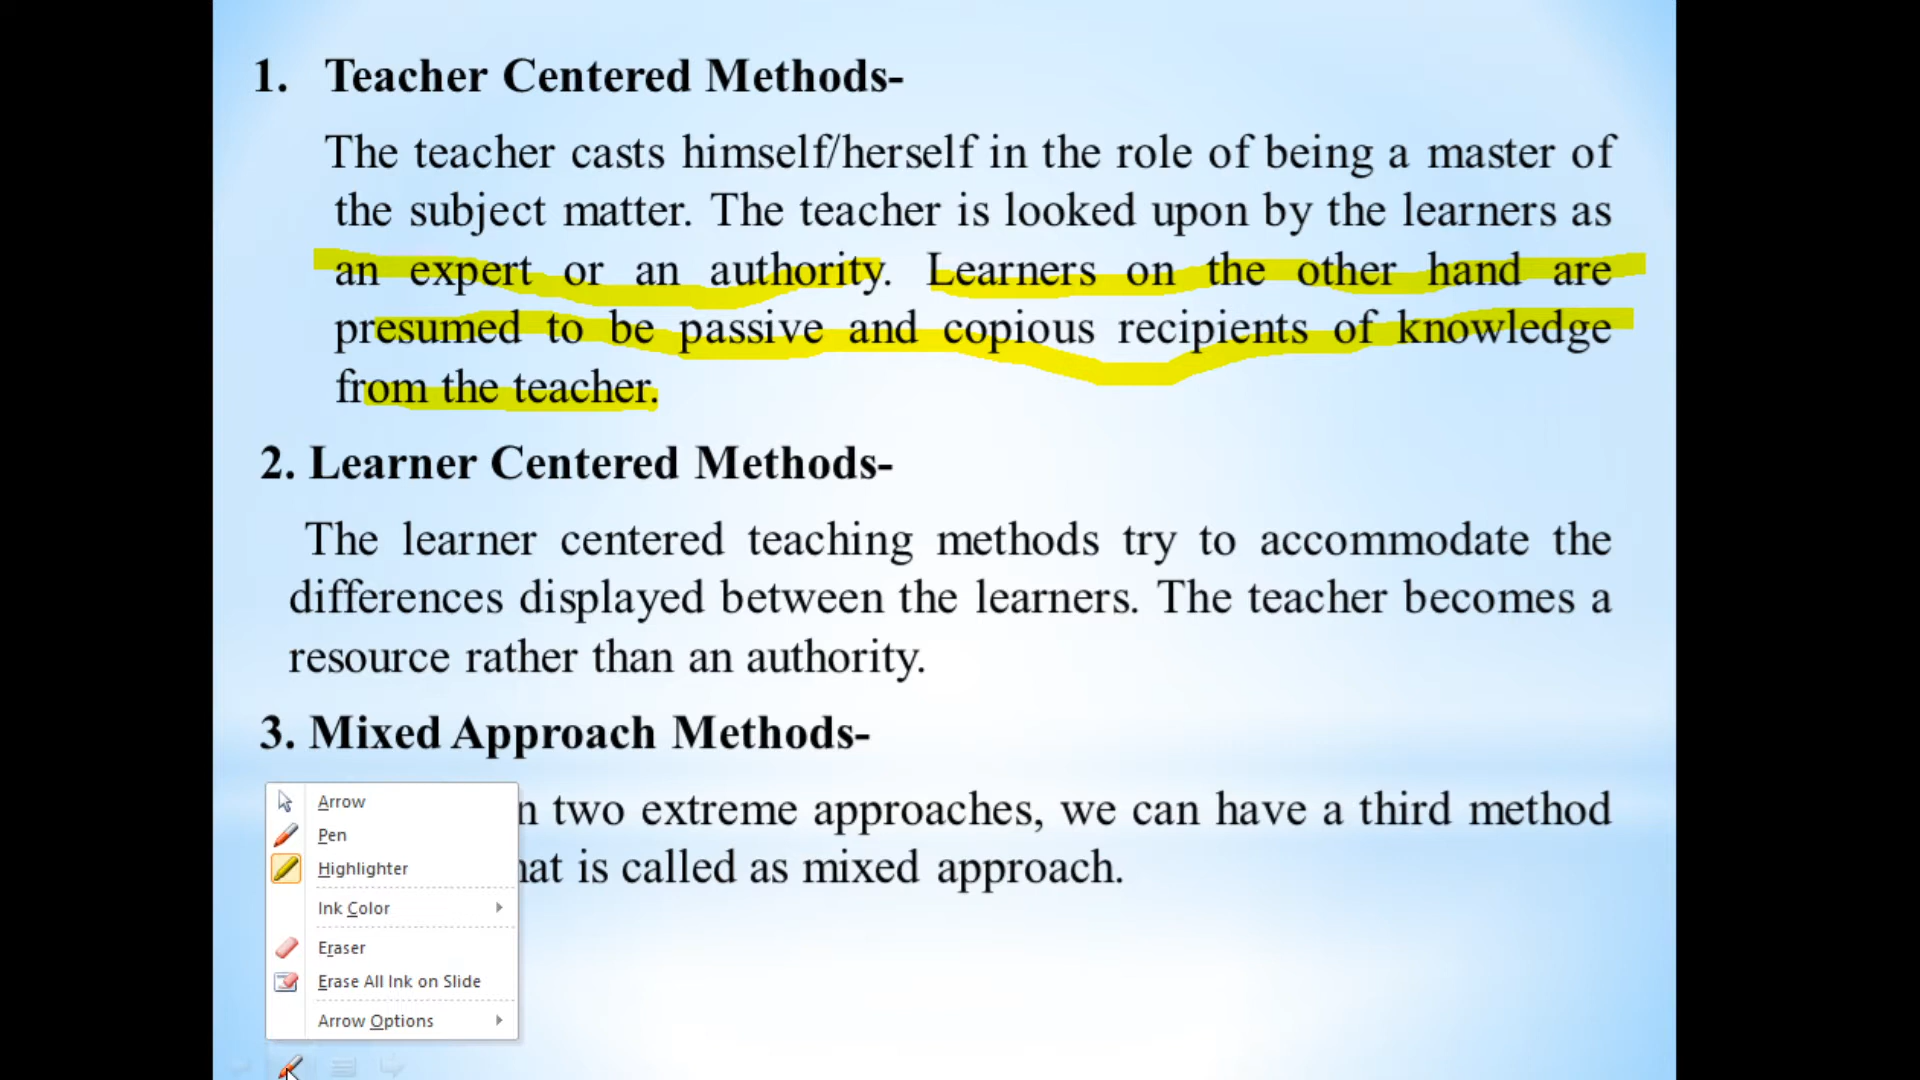 1. Teacher Centered Methods-
The teacher casts himself/herself in the role of being a master of
the subject matter. The teacher is looked upon by the learners as
an expert or an authority. Learners on the other hand are
presumed to be passive and copious recipients of knowledge
from the teacher.
2. Learner Centered Methods-
The learner centered teaching methods try to accommodate the
differences displayed between the learners. The teacher becomes a
resource rather than an authority.
3. Mixed Approach Methods-
two extreme approaches, we can have a third method
is called as mixed approach.
Arrow
Pen
Highlighter
Ink Color
Eraser
Erase All Ink on Slide
Arrow Options